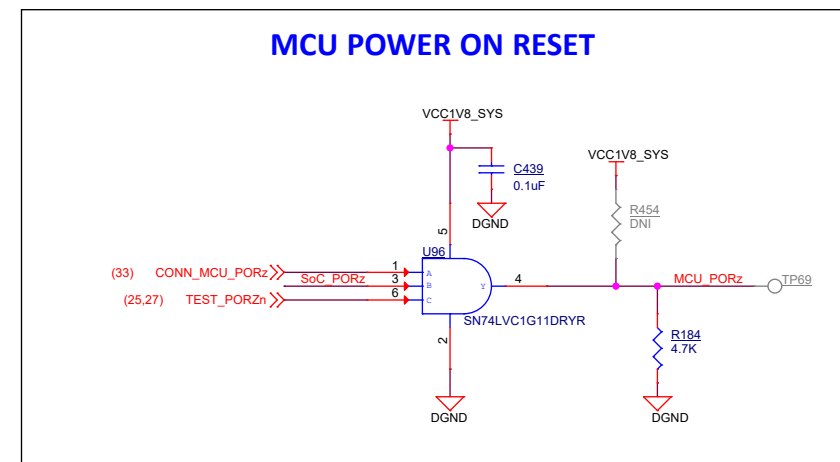 MCU POWER ON RESET
VCC1V8_SYS
VCC1V8_SYS
C439
0.1uF
R454
DNI
DGND
5
U96
(33) CONN_MCU_PORz 1 A
SoC_PORz 3 B
(25,27) TEST_PORZn 6 C
Y 4
MCU_PORz TP69
SN74LVC1G11DRYR
2
R184
4.7K
DGND
DGND